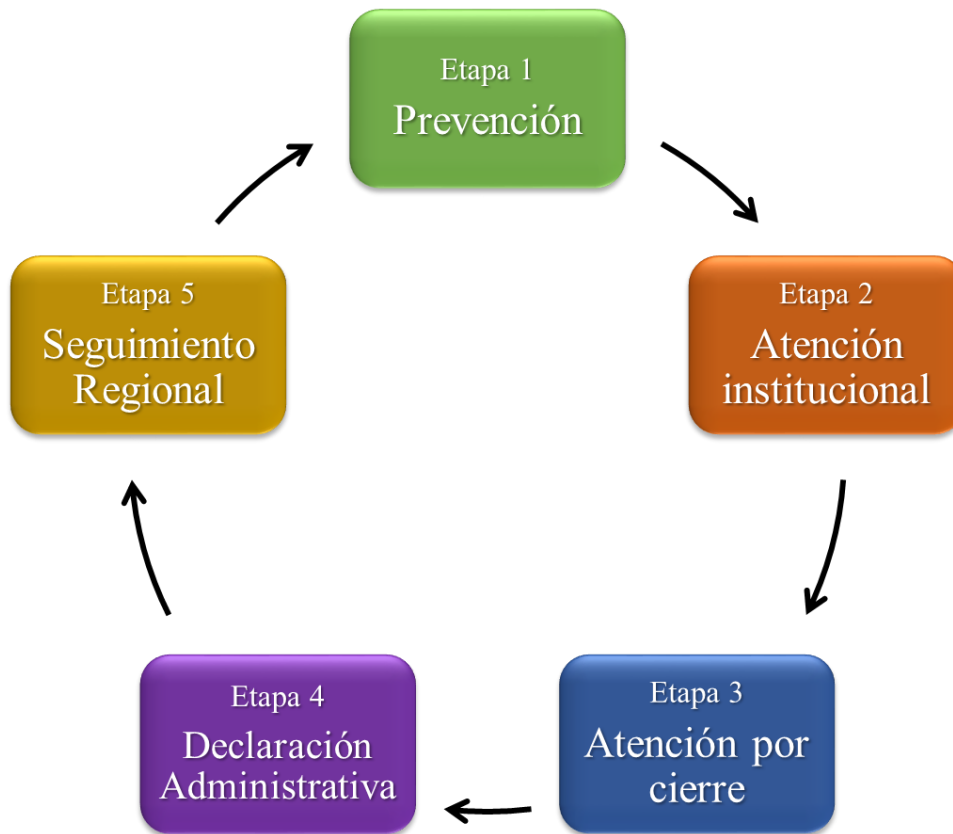 Etapa 1
Prevención
Etapa 2
Atención
institucional
Etapa 3
Atención por
cierre
Etapa 4
Declaración
Administrativa
Etapa 5
Seguimiento
Regional